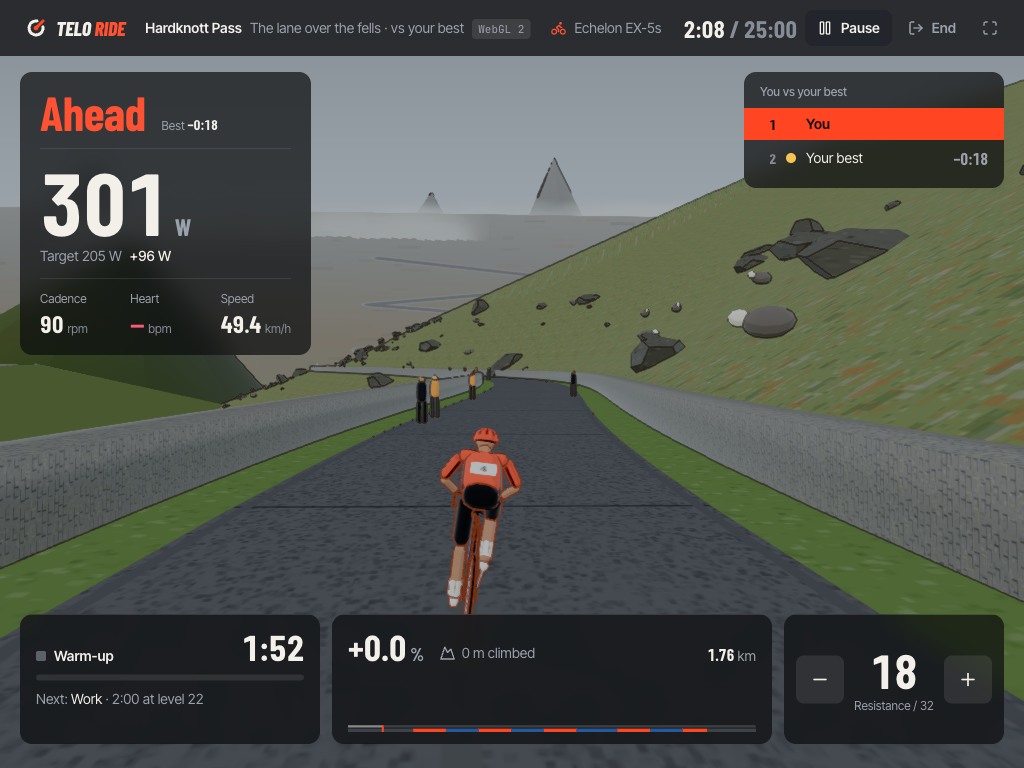 TELO RIDE Hardknott Pass The lane over the fells · vs your best WebGL 2 Echelon EX-5s 2:08 / 25:00 Pause End
Ahead Best −0:18
301 W
Target 205 W +96 W
Cadence Heart Speed
90 rpm — bpm 49.4 km/h
You vs your best
1 You
2 Your best −0:18
4
Warm-up 1:52
Next: Work · 2:00 at level 22
+0.0 % 0 m climbed 1.76 km
− 18 +
Resistance / 32